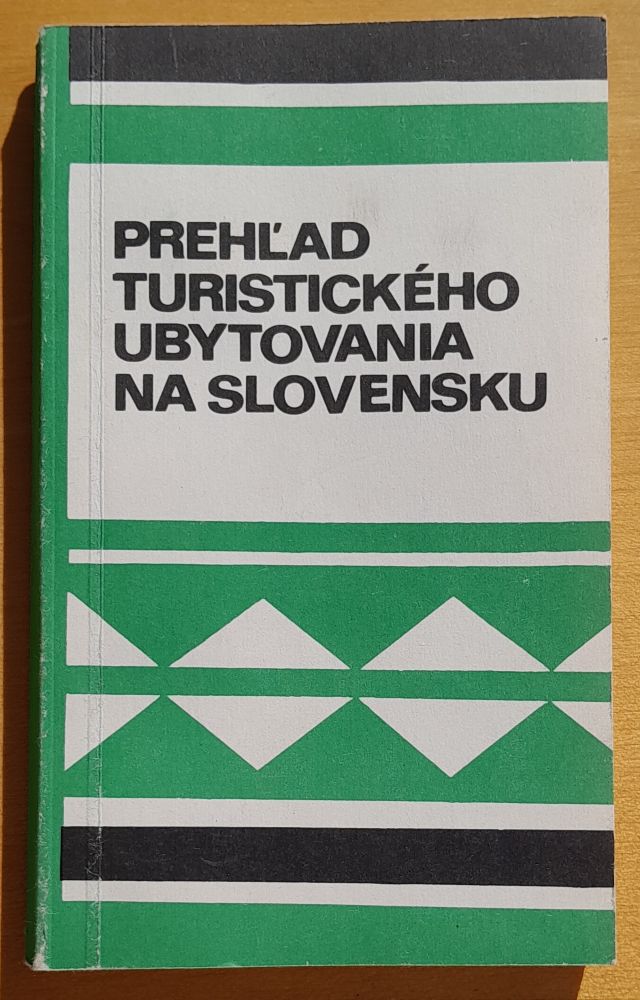 PREHĽAD
TURISTICKÉHO
UBYTOVANIA
NA SLOVENSKU